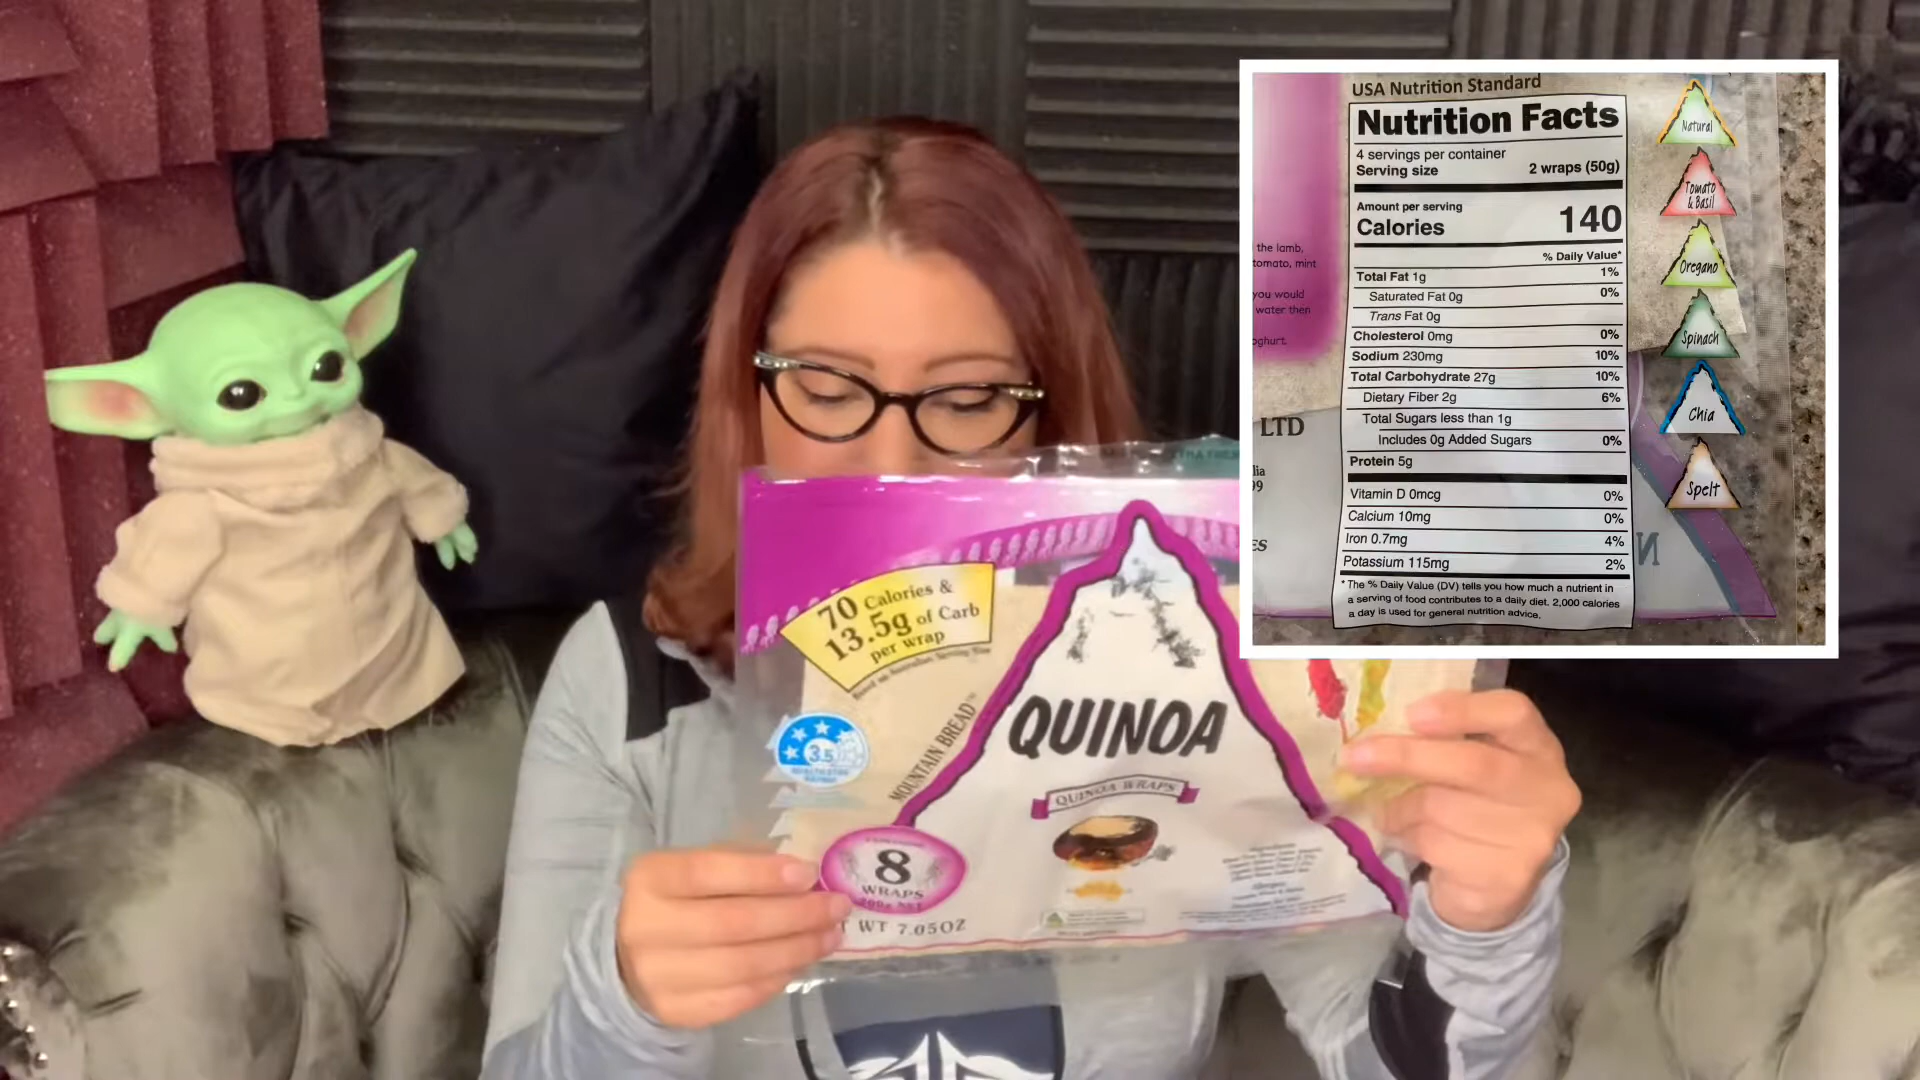 70 Calories &
13.5g of Carb
per wrap
3.5
MOUNTAIN BREAD™
QUINOA
QUINOA WRAPS
8
WRAPS
200g NET
T WT 7.05OZ
USA Nutrition Standard
Nutrition Facts
4 servings per container
Serving size 2 wraps (50g)
Amount per serving
Calories 140
% Daily Value*
Total Fat 1g 1%
Saturated Fat 0g 0%
Trans Fat 0g
Cholesterol 0mg 0%
Sodium 230mg 10%
Total Carbohydrate 27g 10%
Dietary Fiber 2g 6%
Total Sugars less than 1g
Includes 0g Added Sugars 0%
Protein 5g
Vitamin D 0mcg 0%
Calcium 10mg 0%
Iron 0.7mg 4%
Potassium 115mg 2%
* The % Daily Value (DV) tells you how much a nutrient in
a serving of food contributes to a daily diet. 2,000 calories
a day is used for general nutrition advice.
the lamb,
tomato, mint
you would
water then
oghurt.
LTD
lia
99
ES
Natural
Tomato
& Basil
Oregano
Spinach
Chia
Spelt